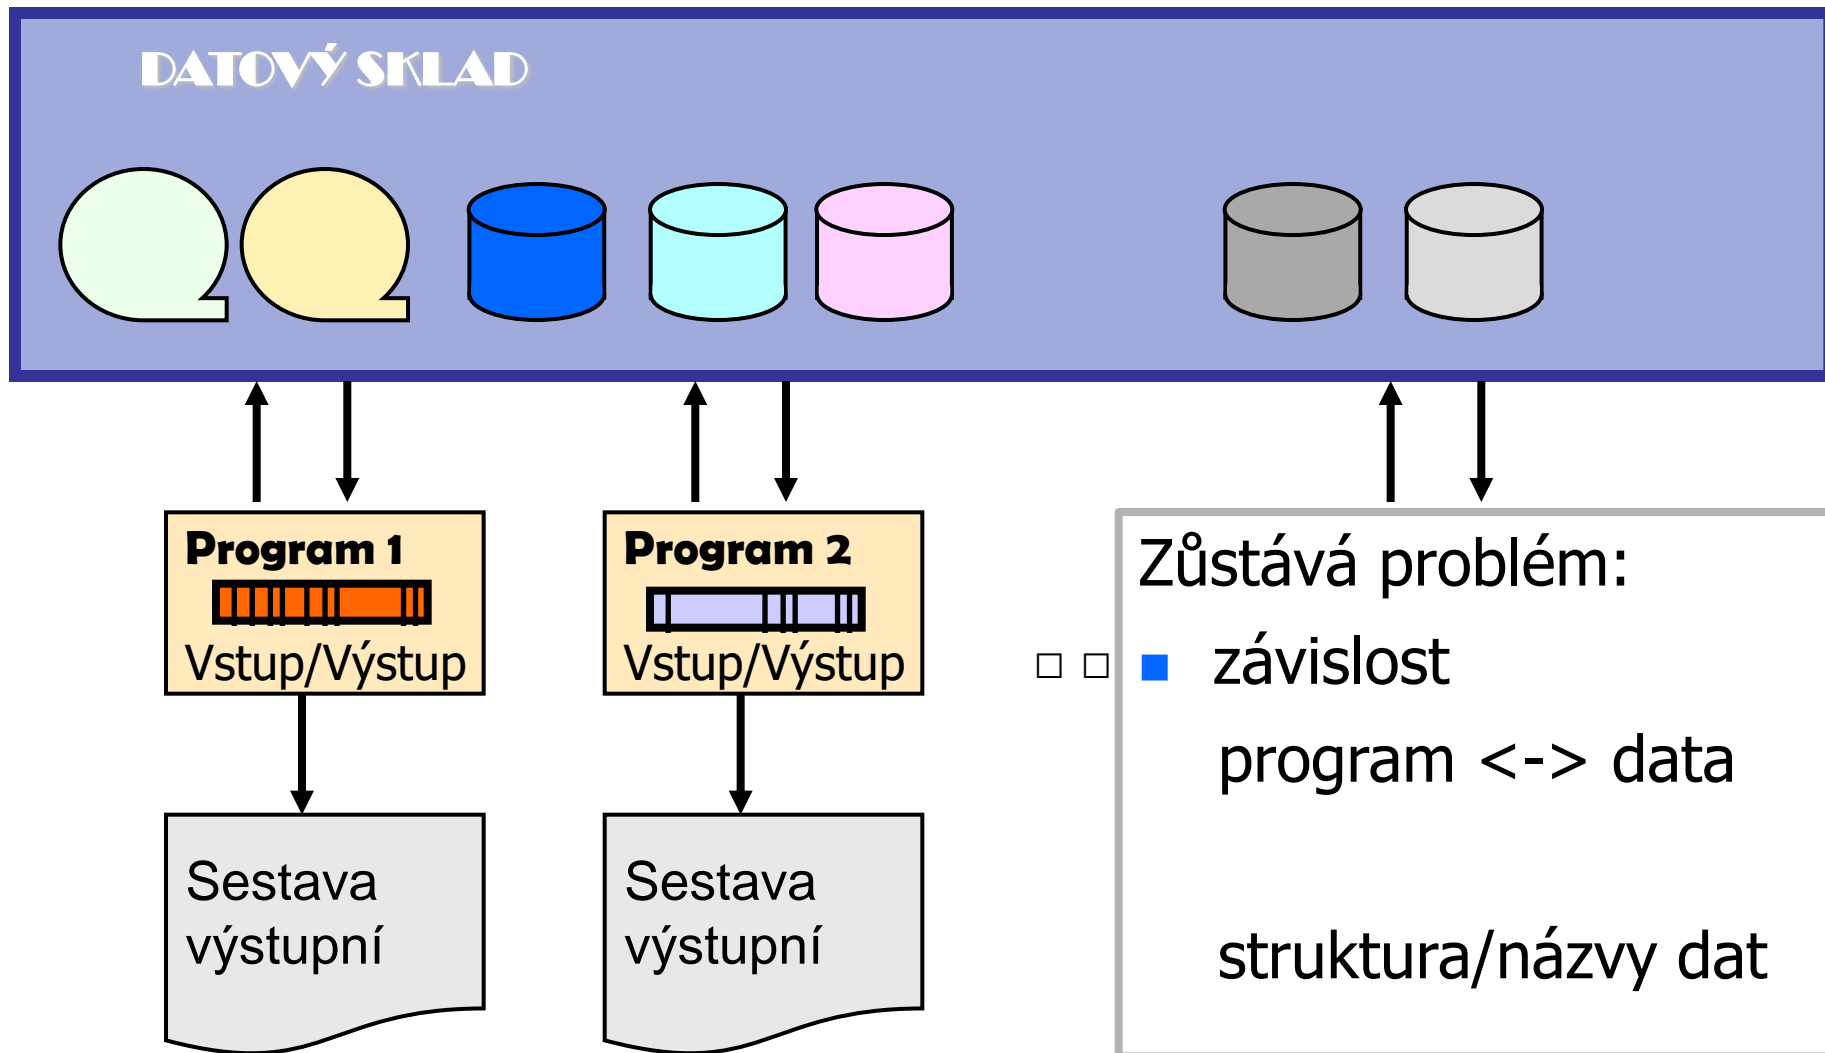 DATOVÝ SKLAD
Program 1
Vstup/Výstup
Sestava
výstupní
Program 2
Vstup/Výstup
Sestava
výstupní
Zůstává problém:
závislost
program <-> data
struktura/názvy dat